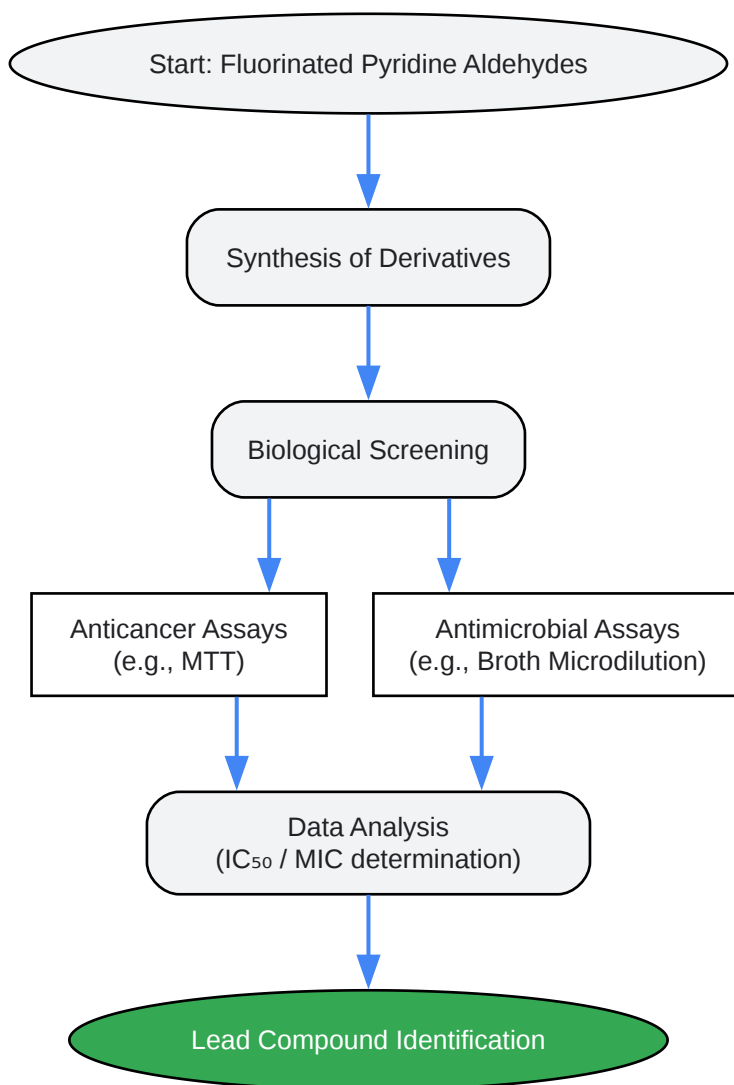 Start: Fluorinated Pyridine Aldehydes
Synthesis of Derivatives
Biological Screening
Anticancer Assays
(e.g., MTT)
Antimicrobial Assays
(e.g., Broth Microdilution)
Data Analysis
(IC₅₀ / MIC determination)
Lead Compound Identification